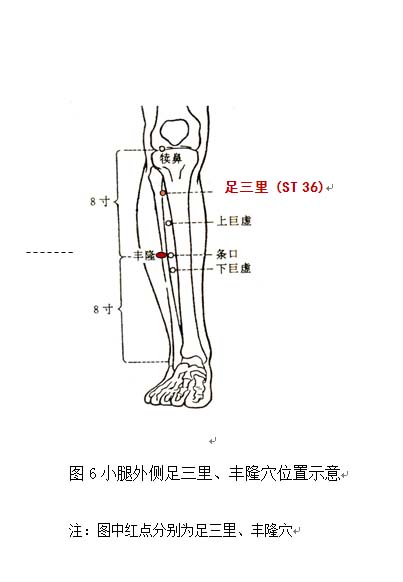 犊鼻
足三里 (ST 36)
8寸
上巨虚
丰隆
条口
下巨虚
8寸
图 6 小腿外侧足三里、丰隆穴位置示意
注：图中红点分别为足三里、丰隆穴